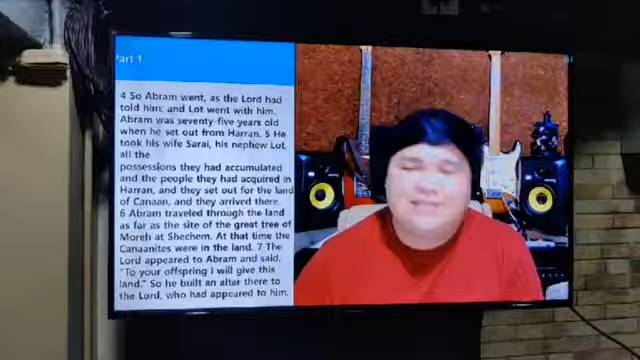 Part 1
4 So Abram went, as the Lord had
told him; and Lot went with him.
Abram was seventy-five years old
when he set out from Harran. 5 He
took his wife Sarai, his nephew Lot,
all the
possessions they had accumulated
and the people they had acquired in
Harran, and they set out for the land
of Canaan, and they arrived there.
6 Abram traveled through the land
as far as the site of the great tree of
Moreh at Shechem. At that time the
Canaanites were in the land. 7 The
Lord appeared to Abram and said,
"To your offspring I will give this
land." So he built an altar there to
the Lord, who had appeared to him.